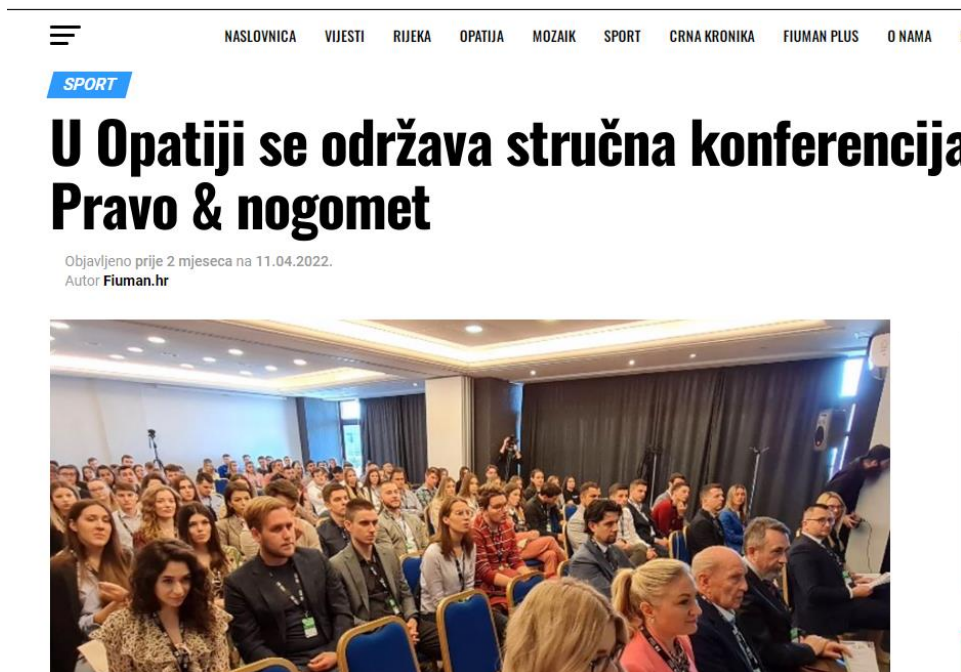 NASLOVNICA VIJESTI RIJEKA OPATIJA MOZAIK SPORT CRNA KRONIKA FIUMAN PLUS O NAMA
SPORT
U Opatiji se održava stručna konferencija
Pravo & nogomet
Objavljeno prije 2 mjeseca na 11.04.2022.
Autor Fiuman.hr